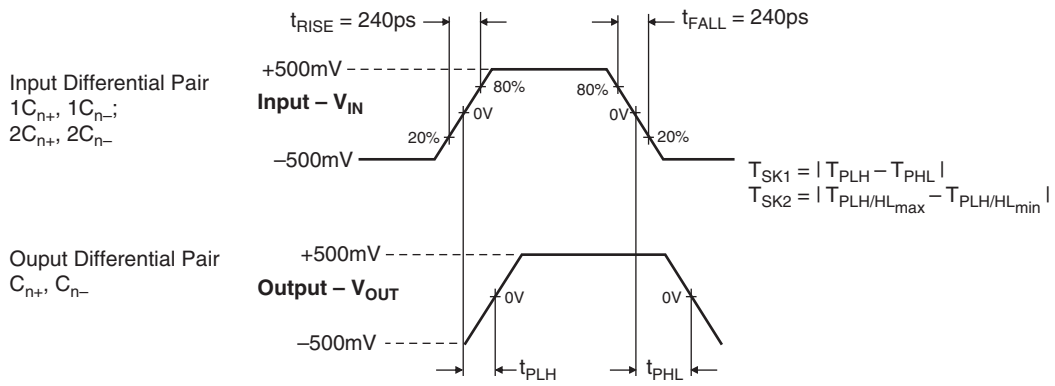 tRISE = 240ps
tFALL = 240ps
Input Differential Pair
1Cn+, 1Cn–;
2Cn+, 2Cn–
+500mV
Input – VIN
80%
0V
20%
–500mV
80%
0V
20%
TSK1 = | TPLH – TPHL |
TSK2 = | TPLH/HLmax – TPLH/HLmin |
Ouput Differential Pair
Cn+, Cn–
+500mV
Output – VOUT
0V
0V
–500mV
tPLH
tPHL